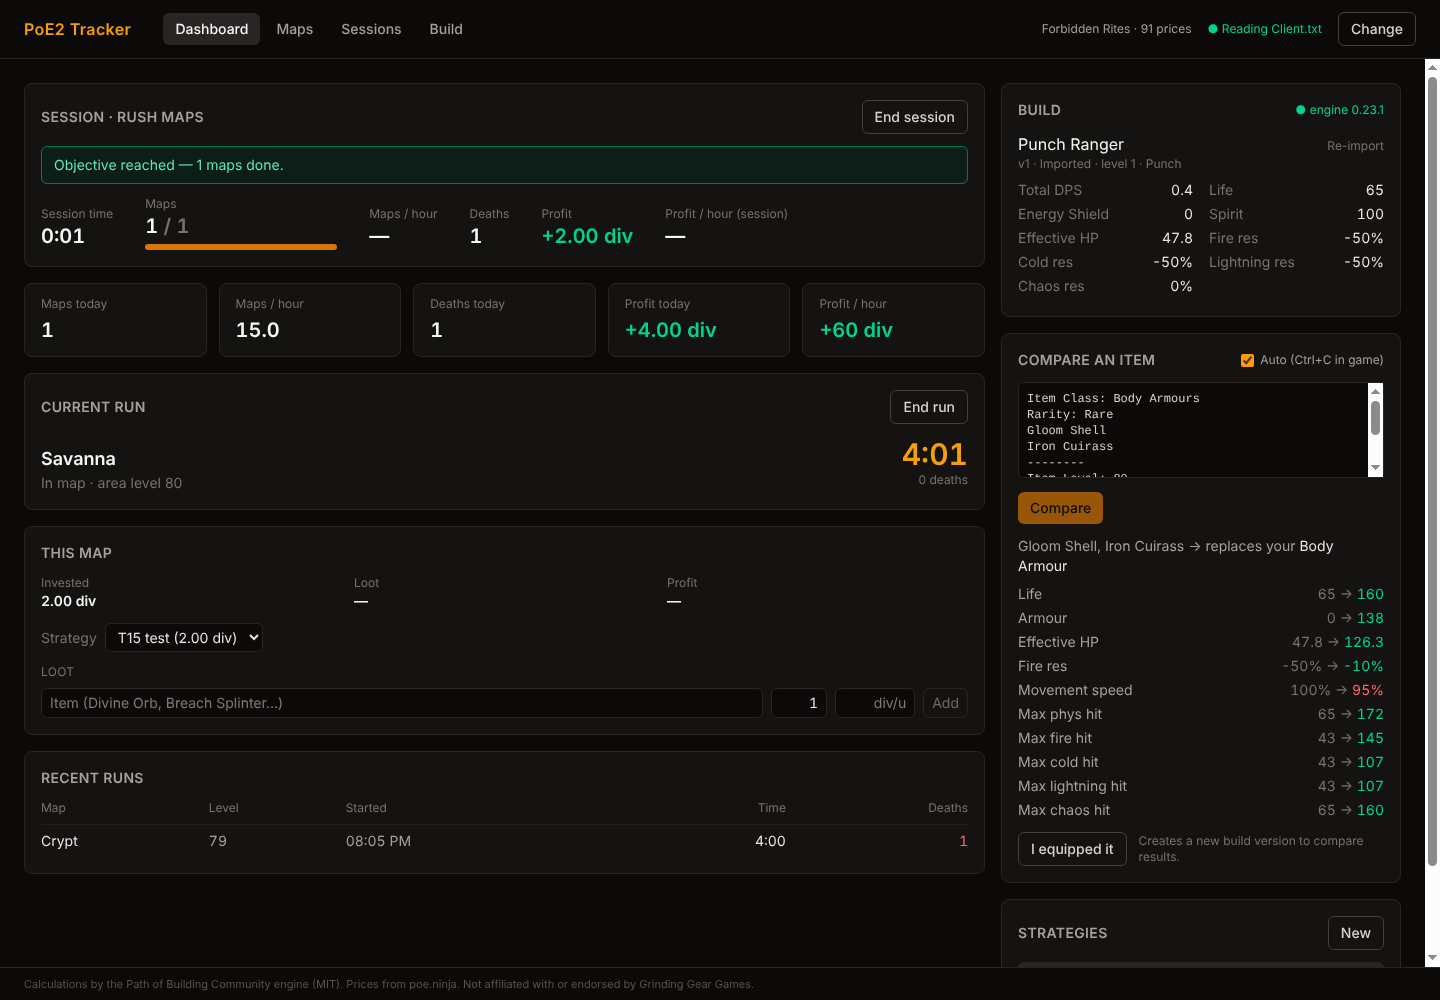 PoE2 Tracker
Dashboard
Maps
Sessions
Build
Forbidden Rites · 91 prices
Reading Client.txt
Change
SESSION · RUSH MAPS
End session
Objective reached — 1 maps done.
Session time
0:01
Maps
1 / 1
Maps / hour
—
Deaths
1
Profit
+2.00 div
Profit / hour (session)
—
Maps today
1
Maps / hour
15.0
Deaths today
1
Profit today
+4.00 div
Profit / hour
+60 div
CURRENT RUN
End run
Savanna
In map · area level 80
4:01
0 deaths
THIS MAP
Invested
2.00 div
Loot
—
Profit
—
Strategy
T15 test (2.00 div)
LOOT
Item (Divine Orb, Breach Splinter...)
1
div/u
Add
RECENT RUNS
Map Level Started Time Deaths
Crypt 79 08:05 PM 4:00 1
BUILD
engine 0.23.1
Punch Ranger
Re-import
v1 · Imported · level 1 · Punch
Total DPS 0.4 Life 65
Energy Shield 0 Spirit 100
Effective HP 47.8 Fire res -50%
Cold res -50% Lightning res -50%
Chaos res 0%
COMPARE AN ITEM
Auto (Ctrl+C in game)
Item Class: Body Armours
Rarity: Rare
Gloom Shell
Iron Cuirass
--------
Item Level: 80
Compare
Gloom Shell, Iron Cuirass → replaces your Body
Armour
Life 65 → 160
Armour 0 → 138
Effective HP 47.8 → 126.3
Fire res -50% → -10%
Movement speed 100% → 95%
Max phys hit 65 → 172
Max fire hit 43 → 145
Max cold hit 43 → 107
Max lightning hit 43 → 107
Max chaos hit 65 → 160
I equipped it
Creates a new build version to compare
results.
STRATEGIES
New
Calculations by the Path of Building Community engine (MIT). Prices from poe.ninja. Not affiliated with or endorsed by Grinding Gear Games.